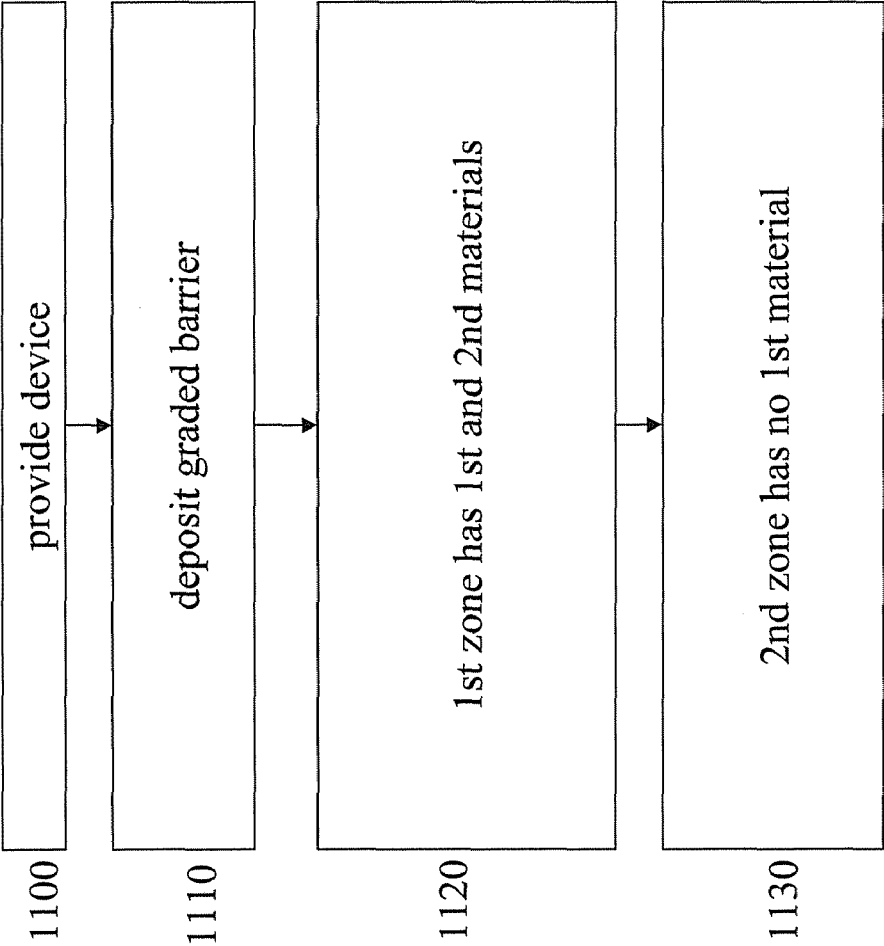 provide device
1100
deposit graded barrier
1110
1st zone has 1st and 2nd materials
1120
2nd zone has no 1st material
1130